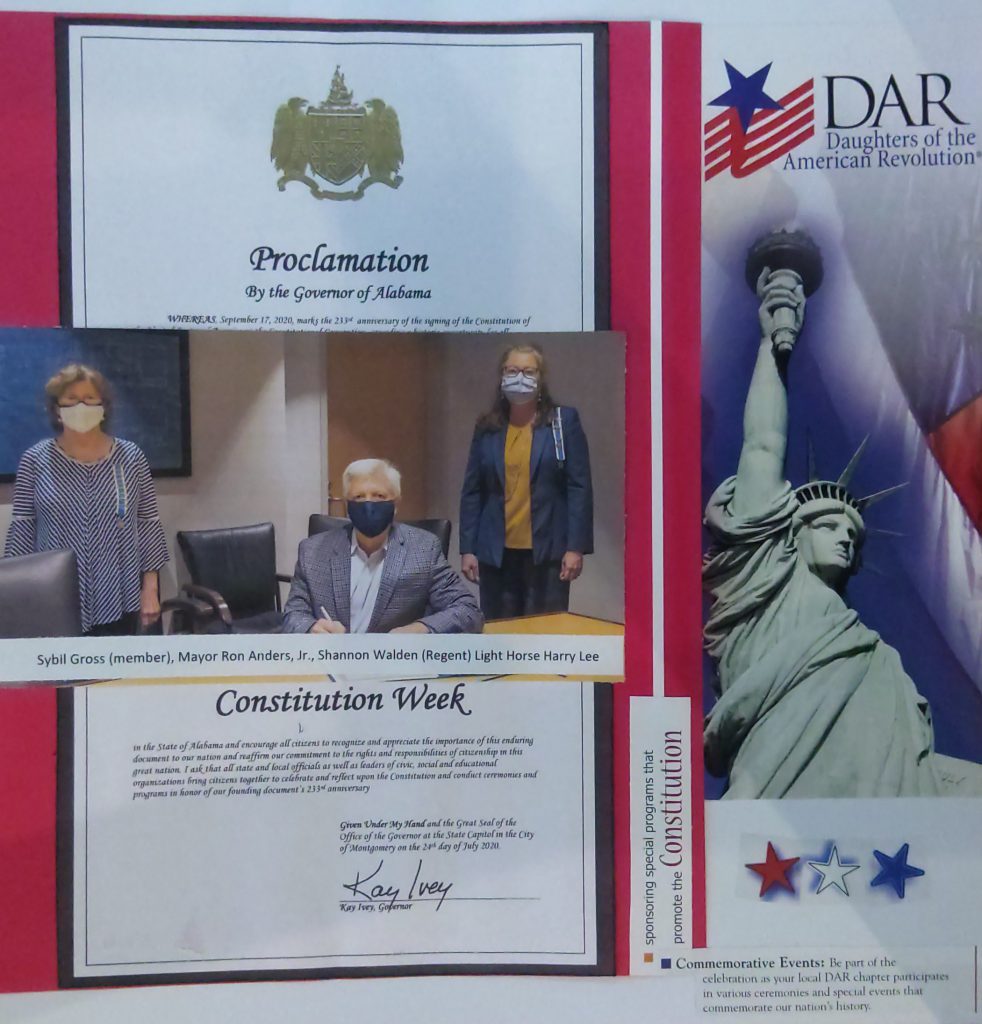 Proclamation
By the Governor of Alabama
WHEREAS, September 17, 2020, marks the 233rd anniversary of the signing of the Constitution of
Sybil Gross (member), Mayor Ron Anders, Jr., Shannon Walden (Regent) Light Horse Harry Lee
Constitution Week
in the State of Alabama and encourage all citizens to recognize and appreciate the importance of this enduring
document to our nation and reaffirm our commitment to the rights and responsibilities of citizenship in this
great nation. I ask that all state and local officials as well as leaders of civic, social and educational
organizations bring citizens together to celebrate and reflect upon the Constitution and conduct ceremonies and
programs in honor of our founding document's 233rd anniversary
Given Under My Hand and the Great Seal of the
Office of the Governor at the State Capitol in the City
of Montgomery on the 24th day of July 2020.
Kay Ivey
Kay Ivey, Governor
sponsoring special programs that
promote the Constitution
DAR
Daughters of the
American Revolution®
Commemorative Events: Be part of the
celebration as your local DAR chapter participates
in various ceremonies and special events that
commemorate our nation's history.